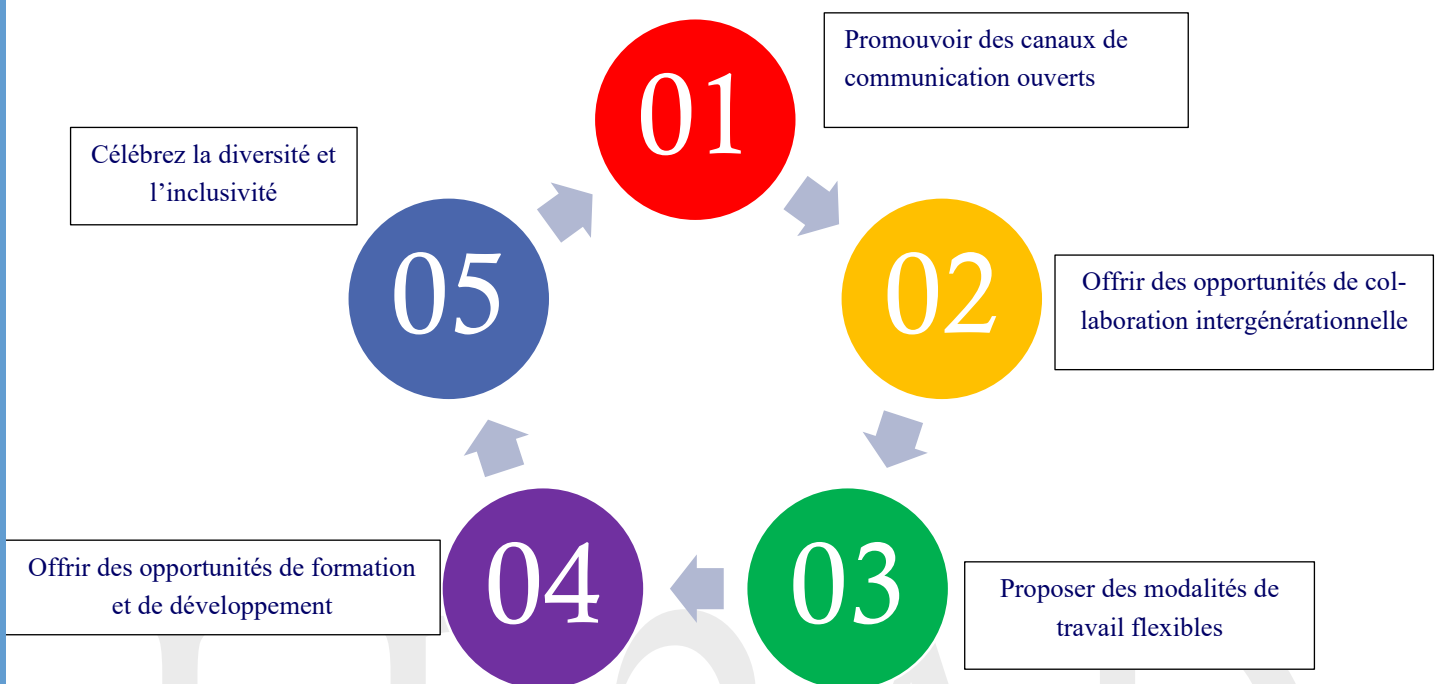 01
Promouvoir des canaux de
communication ouverts
02
Offrir des opportunités de col-
laboration intergénérationnelle
03
Proposer des modalités de
travail flexibles
04
Offrir des opportunités de formation
et de développement
05
Célébrez la diversité et
l’inclusivité